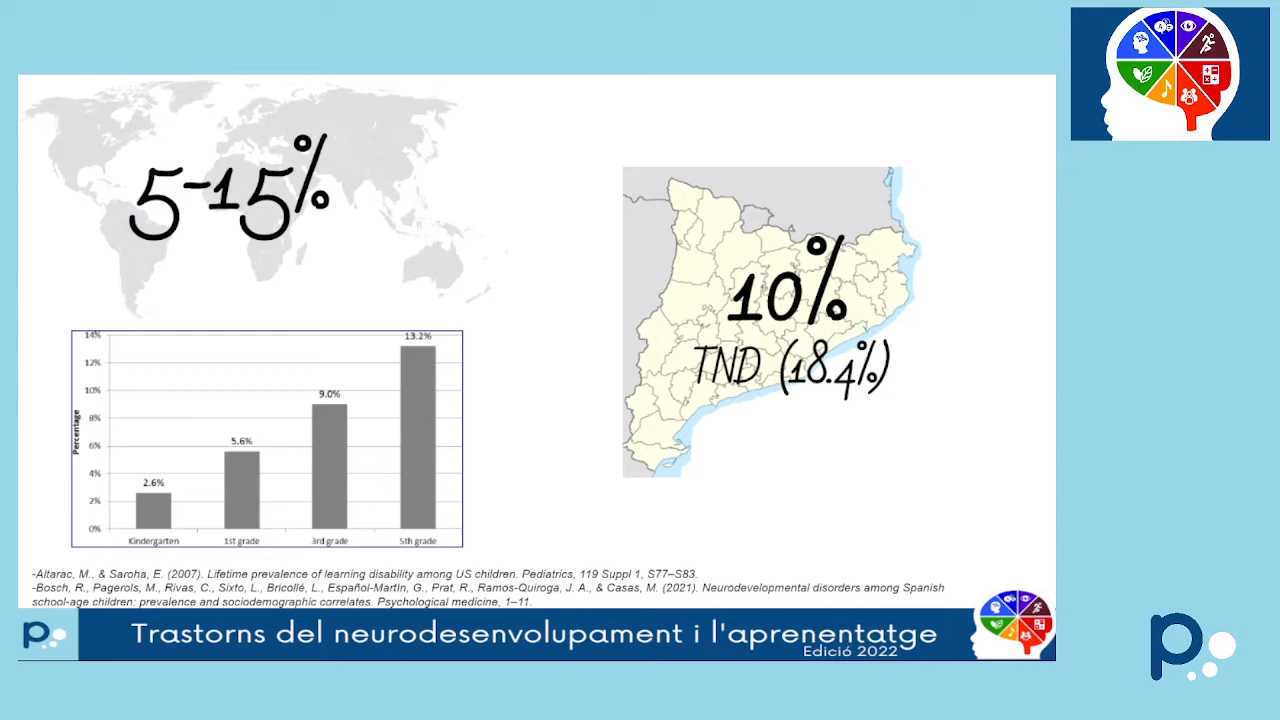 5-15%
10%
TND (18.4%)
Percentage
14%
12%
10%
8%
6%
4%
2%
0%
2.6%
5.6%
9.0%
13.2%
Kindergarten
1st grade
3rd grade
5th grade
-Altarac, M., & Saroha, E. (2007). Lifetime prevalence of learning disability among US children. Pediatrics, 119 Suppl 1, S77–S83.
-Bosch, R., Pagerols, M., Rivas, C., Sixto, L., Bricollé, L., Español-Martín, G., Prat, R., Ramos-Quiroga, J. A., & Casas, M. (2021). Neurodevelopmental disorders among Spanish
school-age children: prevalence and sociodemographic correlates. Psychological medicine, 1–11.
Trastorns del neurodesenvolupament i l'aprenentatge
Edició 2022